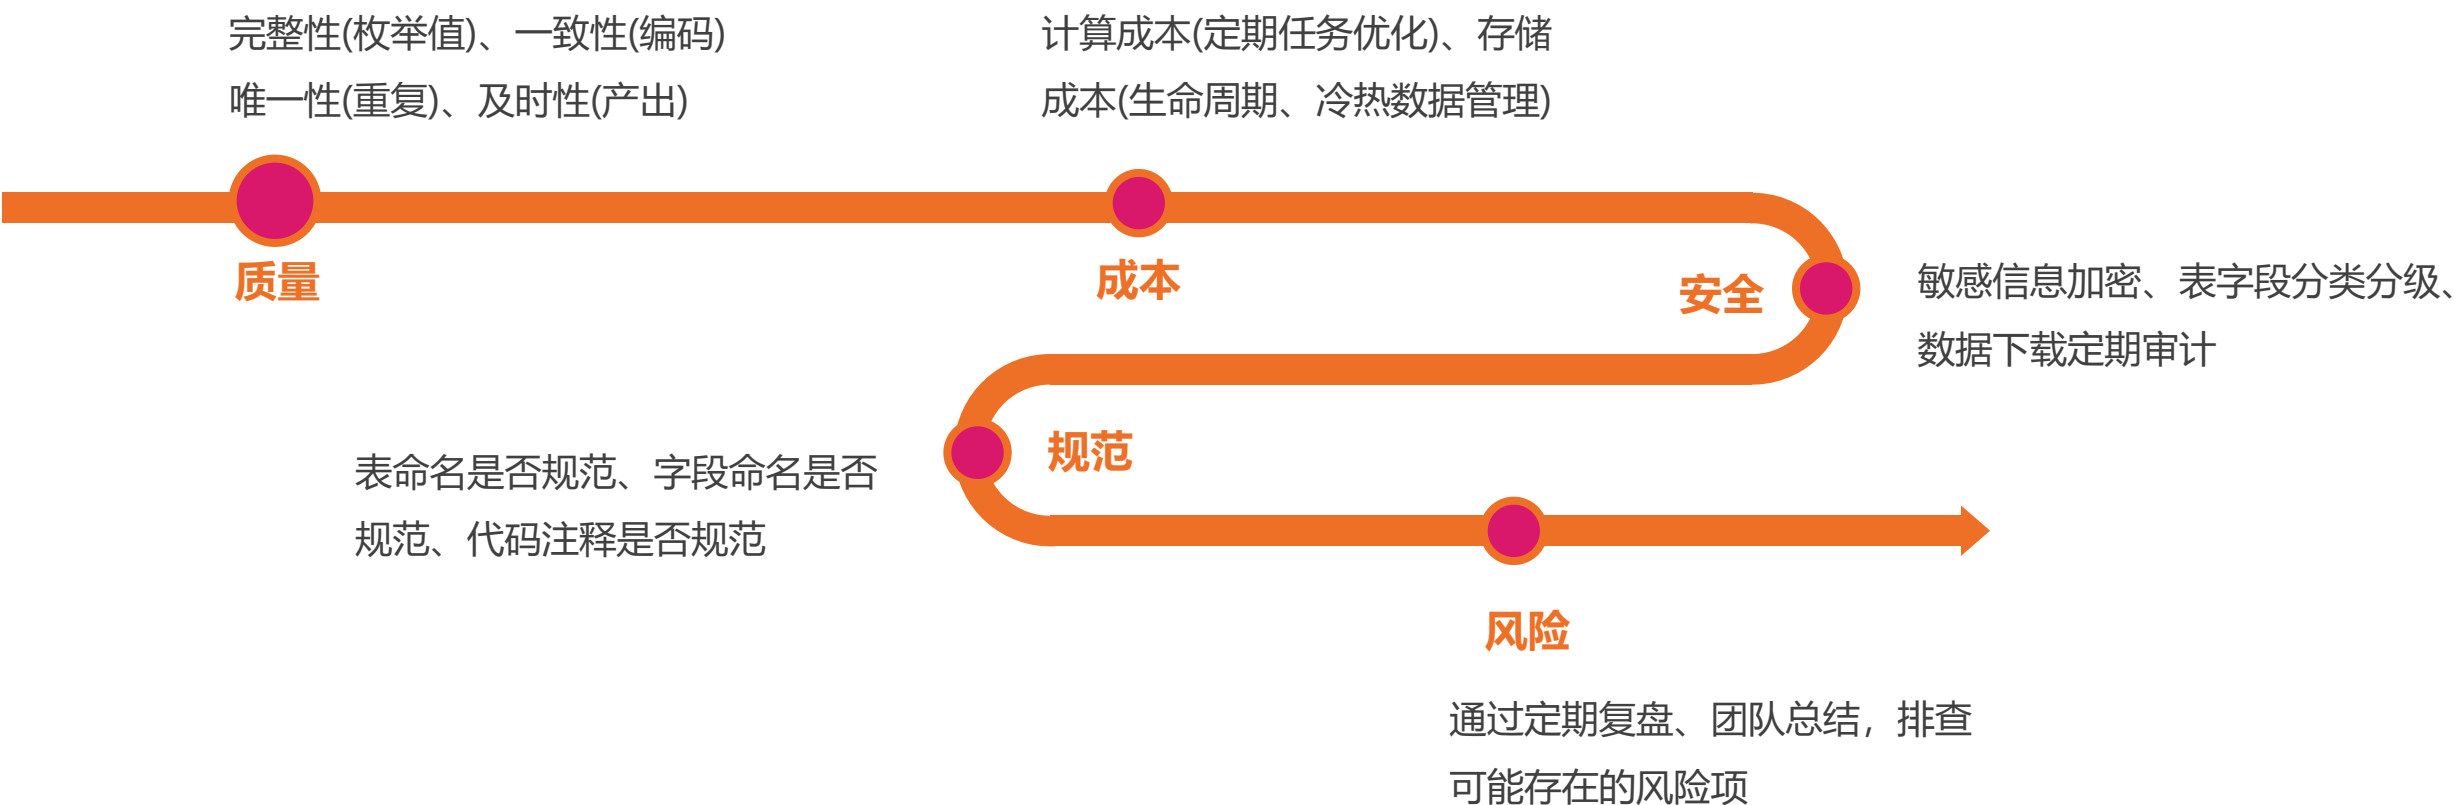 完整性(枚举值)、一致性(编码)
唯一性(重复)、及时性(产出)
质量
计算成本(定期任务优化)、存储
成本(生命周期、冷热数据管理)
成本
安全
敏感信息加密、表字段分类分级、
数据下载定期审计
规范
表命名是否规范、字段命名是否
规范、代码注释是否规范
风险
通过定期复盘、团队总结，排查
可能存在的风险项